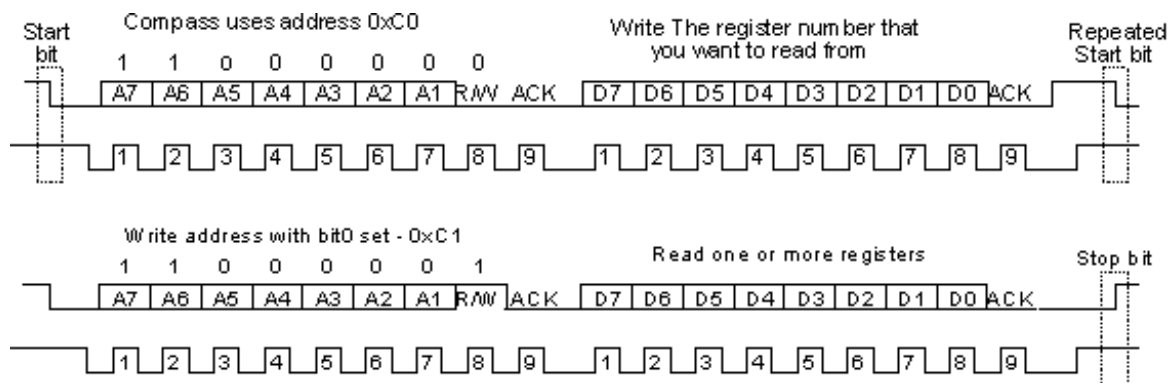 Compass uses address 0xC0
Write The register number that
you want to read from
Start
bit
Repeated
Start bit
1 1 0 0 0 0 0 0
A7 A6 A5 A4 A3 A2 A1 R/W ACK D7 D6 D5 D4 D3 D2 D1 D0 ACK
1 2 3 4 5 6 7 8 9 1 2 3 4 5 6 7 8 9
Write address with bit0 set - 0xC1
Read one or more registers
Stop bit
1 1 0 0 0 0 0 1
A7 A6 A5 A4 A3 A2 A1 R/W ACK D7 D6 D5 D4 D3 D2 D1 D0 ACK
1 2 3 4 5 6 7 8 9 1 2 3 4 5 6 7 8 9